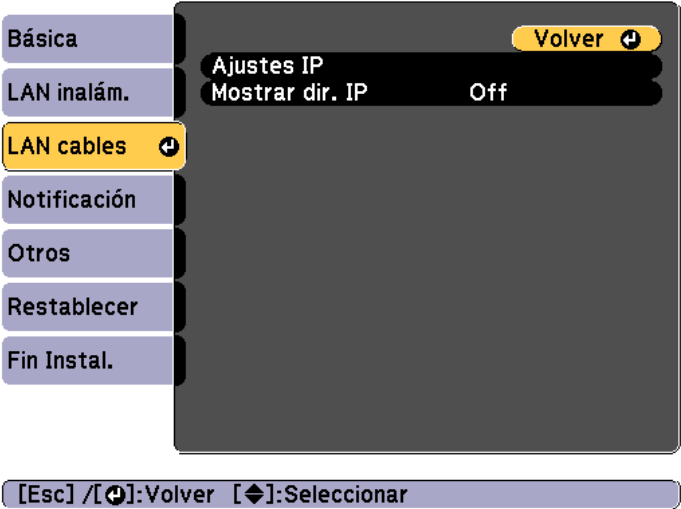 Básica
LAN inalám.
LAN cables
Notificación
Otros
Restablecer
Fin Instal.
Volver
Ajustes IP
Mostrar dir. IP Off
[Esc] /[⏎]:Volver [◆]:Seleccionar